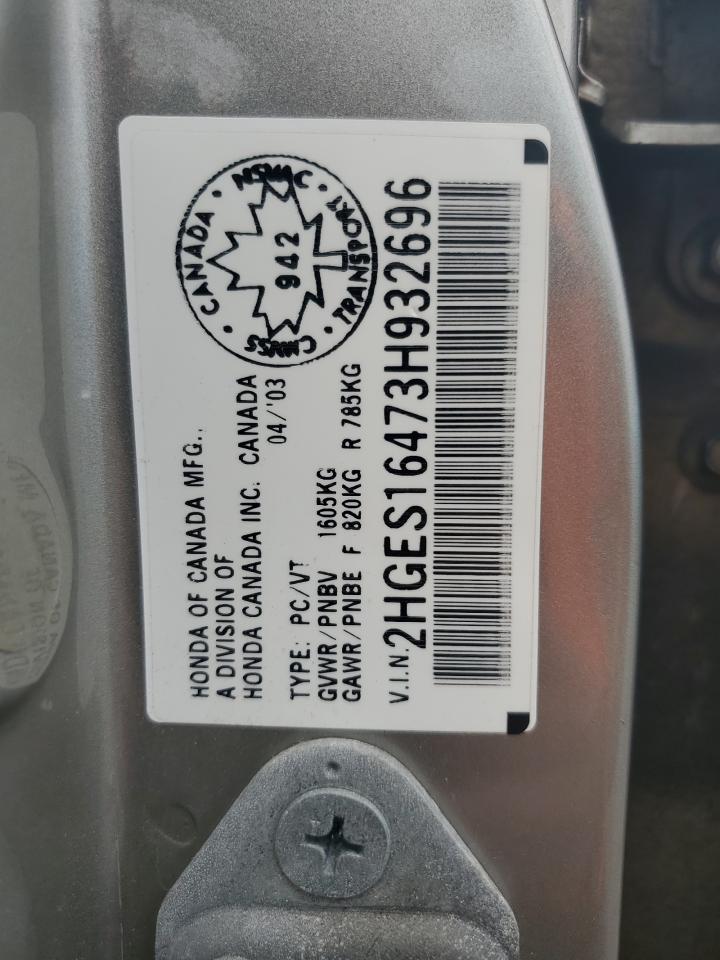 HONDA OF CANADA MFG.,
A DIVISION OF
HONDA CANADA INC. CANADA
04/'03
TYPE: PC/VT
GVWR/PNBV 1605KG
GAWR/PNBE F 820KG R 785KG
V.I.N. 2HGES16473H932696
CANADA · NSMAC · TRANSPORT · CMVSS
942